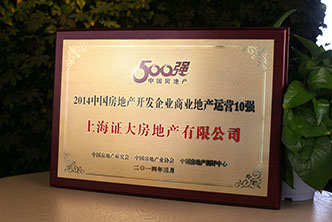 500强
中国房地产
2014中国房地产开发企业商业地产运营10强
上海证大房地产有限公司
中国房地产研究会 中国房地产业协会 中国房地产测评中心
二〇一四年三月